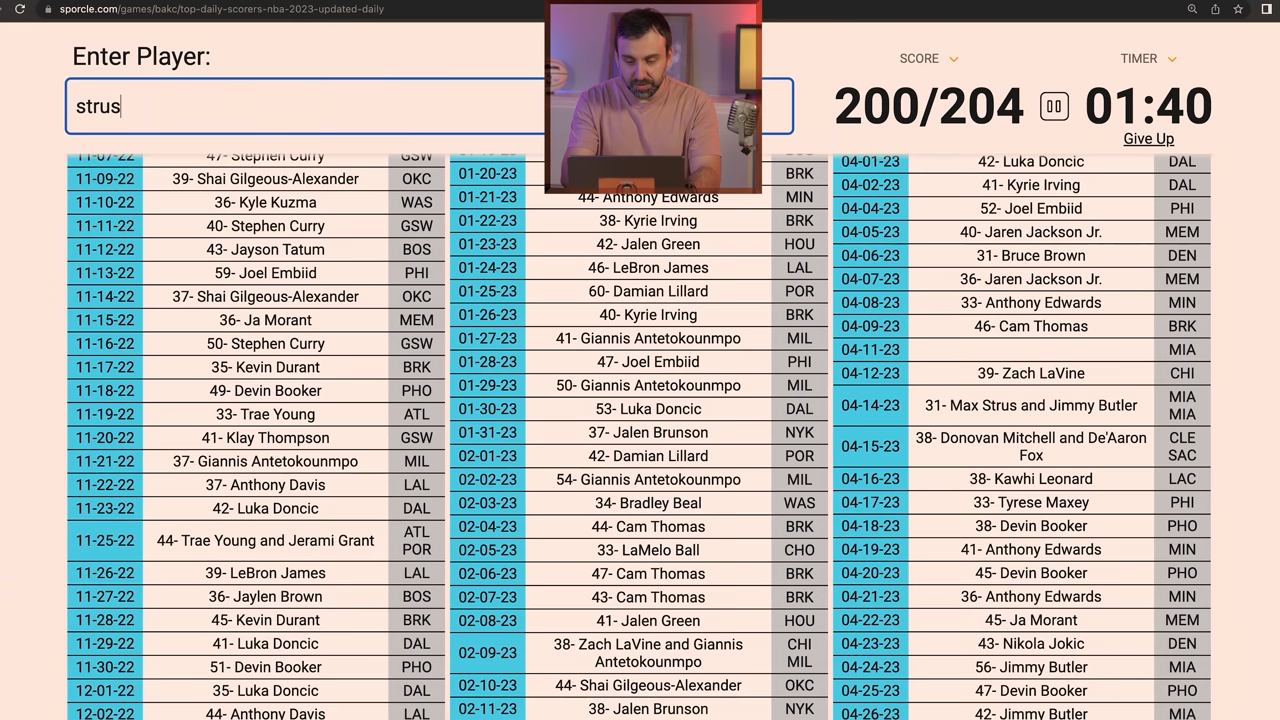 sporcle.com/games/bakc/top-daily-scorers-nba-2023-updated-daily
Enter Player:
strus
SCORE
TIMER
200/204
01:40
Give Up
11-07-22 47- Stephen Curry GSW
11-09-22 39- Shai Gilgeous-Alexander OKC
11-10-22 36- Kyle Kuzma WAS
11-11-22 40- Stephen Curry GSW
11-12-22 43- Jayson Tatum BOS
11-13-22 59- Joel Embiid PHI
11-14-22 37- Shai Gilgeous-Alexander OKC
11-15-22 36- Ja Morant MEM
11-16-22 50- Stephen Curry GSW
11-17-22 35- Kevin Durant BRK
11-18-22 49- Devin Booker PHO
11-19-22 33- Trae Young ATL
11-20-22 41- Klay Thompson GSW
11-21-22 37- Giannis Antetokounmpo MIL
11-22-22 37- Anthony Davis LAL
11-23-22 42- Luka Doncic DAL
11-25-22 44- Trae Young and Jerami Grant ATL
POR
11-26-22 39- LeBron James LAL
11-27-22 36- Jaylen Brown BOS
11-28-22 45- Kevin Durant BRK
11-29-22 41- Luka Doncic DAL
11-30-22 51- Devin Booker PHO
12-01-22 35- Luka Doncic DAL
12-02-22 44- Anthony Davis LAL
01-20-23 BRK
01-21-23 44- Anthony Edwards MIN
01-22-23 38- Kyrie Irving BRK
01-23-23 42- Jalen Green HOU
01-24-23 46- LeBron James LAL
01-25-23 60- Damian Lillard POR
01-26-23 40- Kyrie Irving BRK
01-27-23 41- Giannis Antetokounmpo MIL
01-28-23 47- Joel Embiid PHI
01-29-23 50- Giannis Antetokounmpo MIL
01-30-23 53- Luka Doncic DAL
01-31-23 37- Jalen Brunson NYK
02-01-23 42- Damian Lillard POR
02-02-23 54- Giannis Antetokounmpo MIL
02-03-23 34- Bradley Beal WAS
02-04-23 44- Cam Thomas BRK
02-05-23 33- LaMelo Ball CHO
02-06-23 47- Cam Thomas BRK
02-07-23 43- Cam Thomas BRK
02-08-23 41- Jalen Green HOU
02-09-23 38- Zach LaVine and Giannis CHI
Antetokounmpo MIL
02-10-23 44- Shai Gilgeous-Alexander OKC
02-11-23 38- Jalen Brunson NYK
04-01-23 42- Luka Doncic DAL
04-02-23 41- Kyrie Irving DAL
04-04-23 52- Joel Embiid PHI
04-05-23 40- Jaren Jackson Jr. MEM
04-06-23 31- Bruce Brown DEN
04-07-23 36- Jaren Jackson Jr. MEM
04-08-23 33- Anthony Edwards MIN
04-09-23 46- Cam Thomas BRK
04-11-23 MIA
04-12-23 39- Zach LaVine CHI
04-14-23 31- Max Strus and Jimmy Butler MIA
MIA
04-15-23 38- Donovan Mitchell and De'Aaron CLE
Fox SAC
04-16-23 38- Kawhi Leonard LAC
04-17-23 33- Tyrese Maxey PHI
04-18-23 38- Devin Booker PHO
04-19-23 41- Anthony Edwards MIN
04-20-23 45- Devin Booker PHO
04-21-23 36- Anthony Edwards MIN
04-22-23 45- Ja Morant MEM
04-23-23 43- Nikola Jokic DEN
04-24-23 56- Jimmy Butler MIA
04-25-23 47- Devin Booker PHO
04-26-23 42- Jimmy Butler MIA